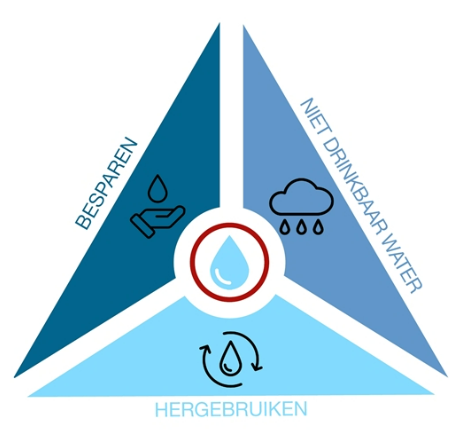 BESPAREN
NIET DRINKBAAR WATER
HERGEBRUIKEN